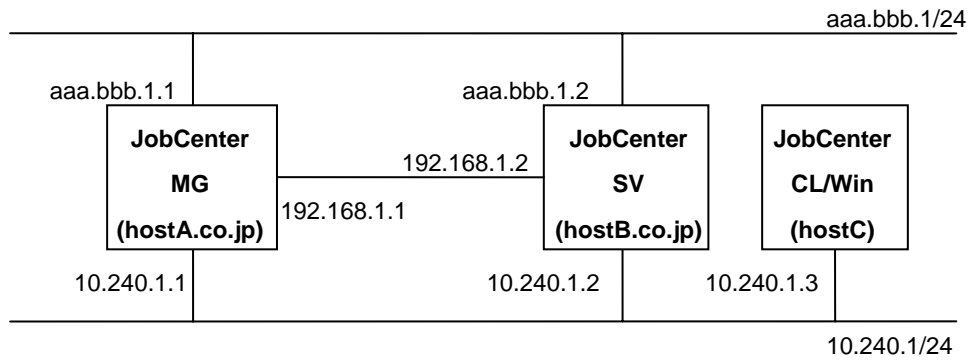 aaa.bbb.1/24
aaa.bbb.1.1
aaa.bbb.1.2
JobCenter
MG
(hostA.co.jp)
192.168.1.2
192.168.1.1
JobCenter
SV
(hostB.co.jp)
JobCenter
CL/Win
(hostC)
10.240.1.1
10.240.1.2
10.240.1.3
10.240.1/24